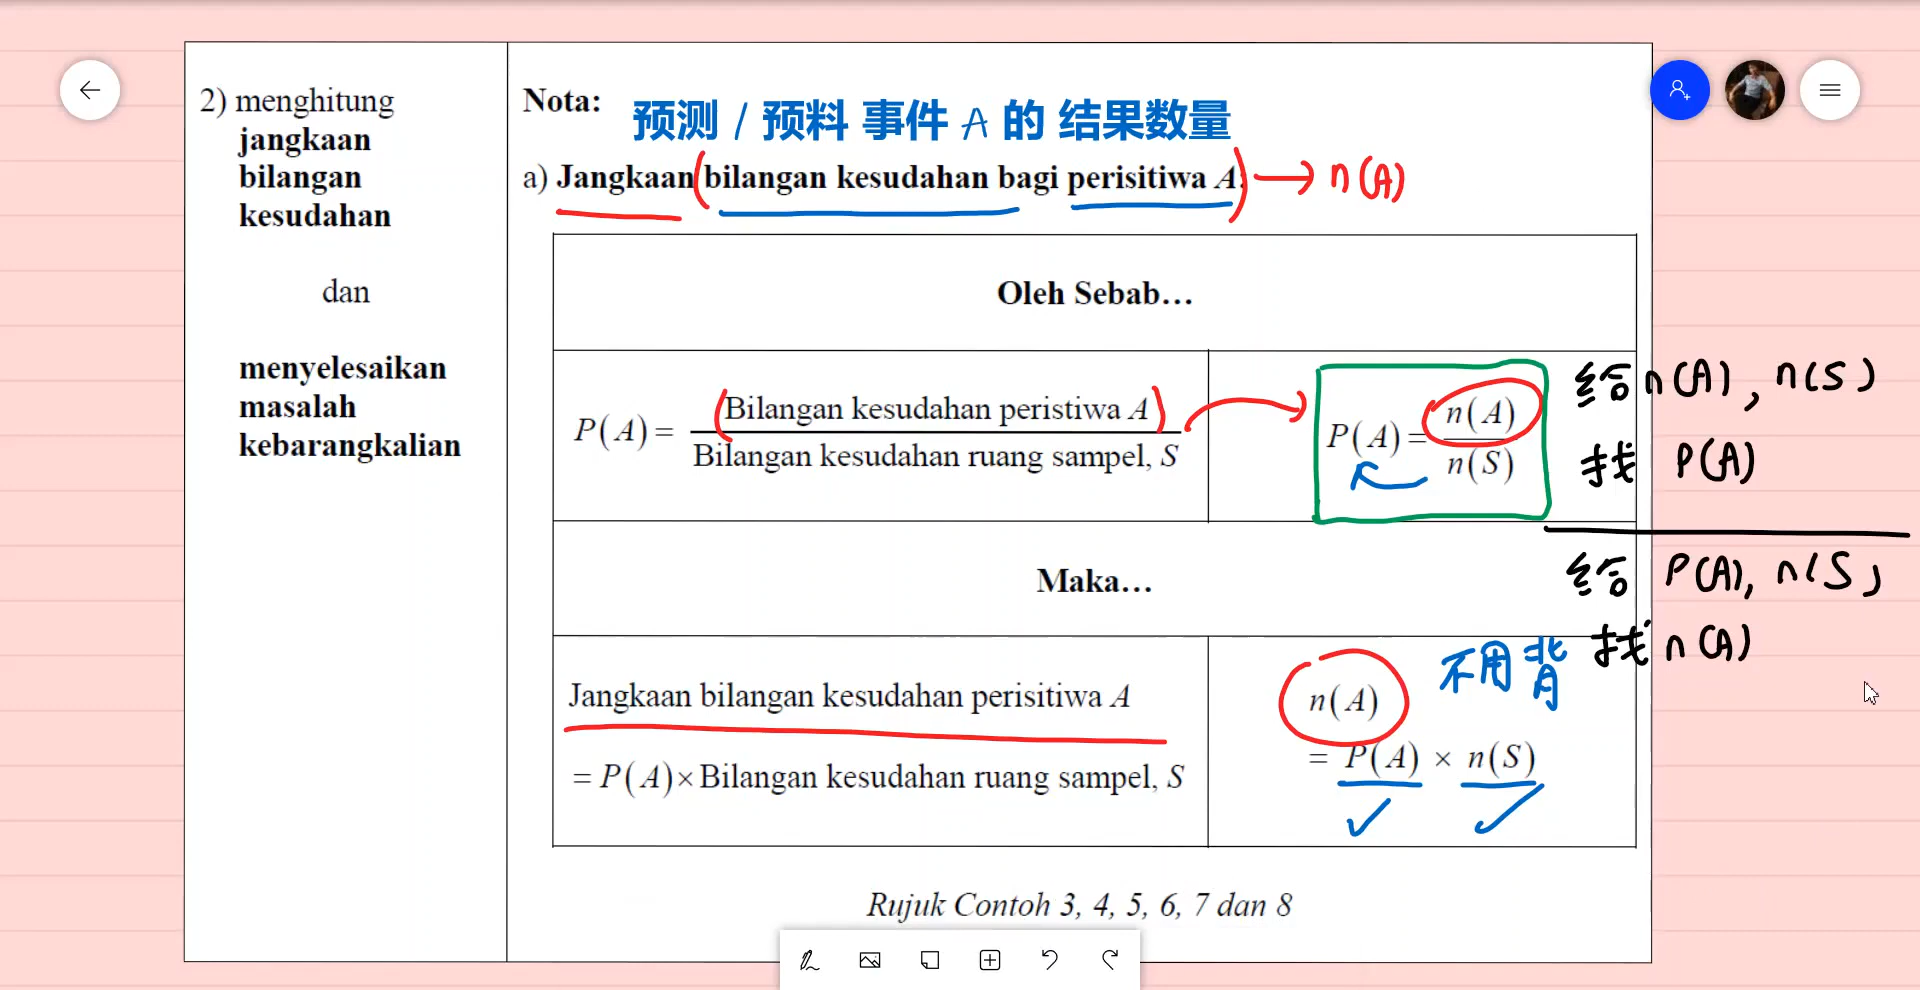 2) menghitung
jangkaan
bilangan
kesudahan
dan
menyelesaikan
masalah
kebarangkalian
Nota:
预测 / 预料 事件 A 的 结果数量
a) Jangkaan (bilangan kesudahan bagi perisitiwa A. ) → n(A)
Oleh Sebab...
P(A) = (Bilangan kesudahan peristiwa A)
Bilangan kesudahan ruang sampel, S
P(A) = n(A)
n(S)
给 n(A), n(S)
找 P(A)
Maka...
给 P(A), n(S)
找 n(A)
Jangkaan bilangan kesudahan perisitiwa A
= P(A) × Bilangan kesudahan ruang sampel, S
n(A)
不用背
= P(A) × n(S)
✓ ✓
Rujuk Contoh 3, 4, 5, 6, 7 dan 8